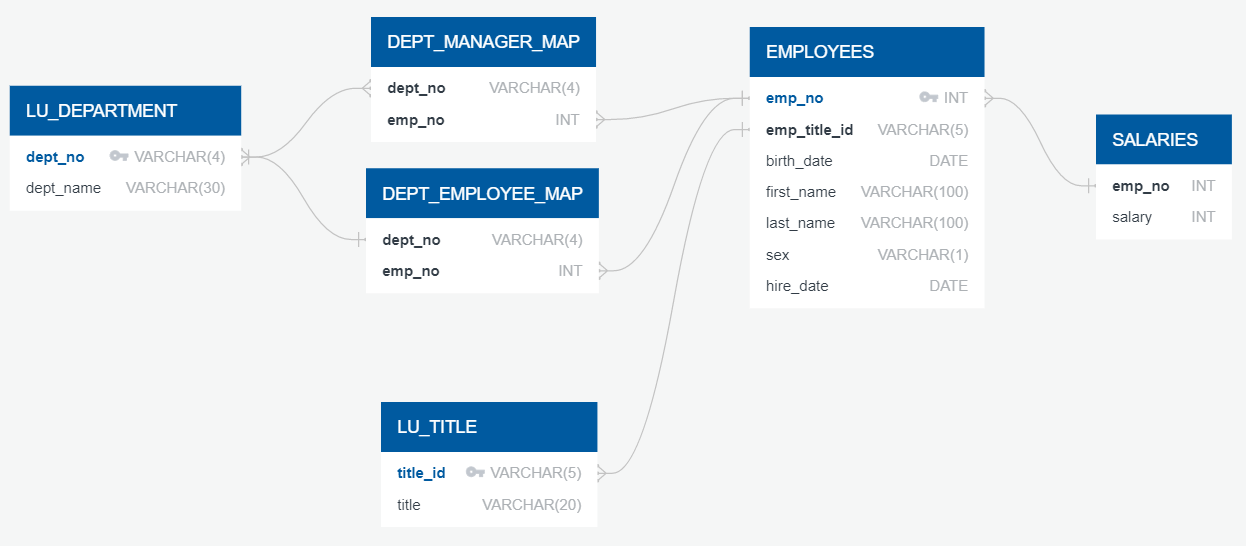 LU_DEPARTMENT
dept_no VARCHAR(4)
dept_name VARCHAR(30)
DEPT_MANAGER_MAP
dept_no VARCHAR(4)
emp_no INT
DEPT_EMPLOYEE_MAP
dept_no VARCHAR(4)
emp_no INT
LU_TITLE
title_id VARCHAR(5)
title VARCHAR(20)
EMPLOYEES
emp_no INT
emp_title_id VARCHAR(5)
birth_date DATE
first_name VARCHAR(100)
last_name VARCHAR(100)
sex VARCHAR(1)
hire_date DATE
SALARIES
emp_no INT
salary INT